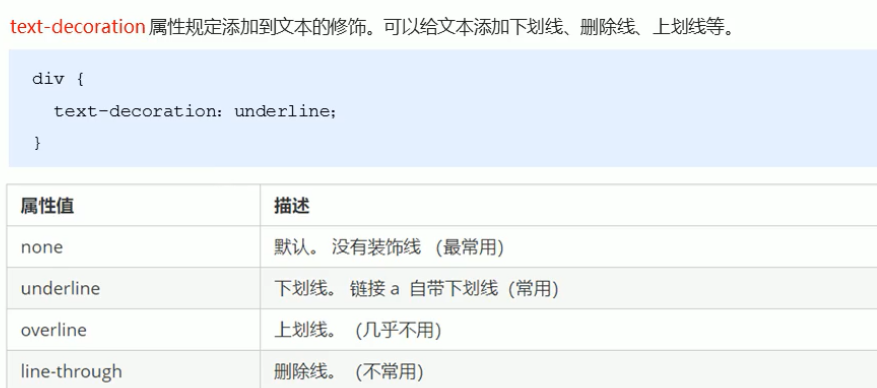 text-decoration 属性规定添加到文本的修饰。可以给文本添加下划线、删除线、上划线等。
div {
text-decoration：underline;
}
属性值 描述
none 默认。 没有装饰线 （最常用）
underline 下划线。 链接 a 自带下划线（常用）
overline 上划线。（几乎不用）
line-through 删除线。（不常用）